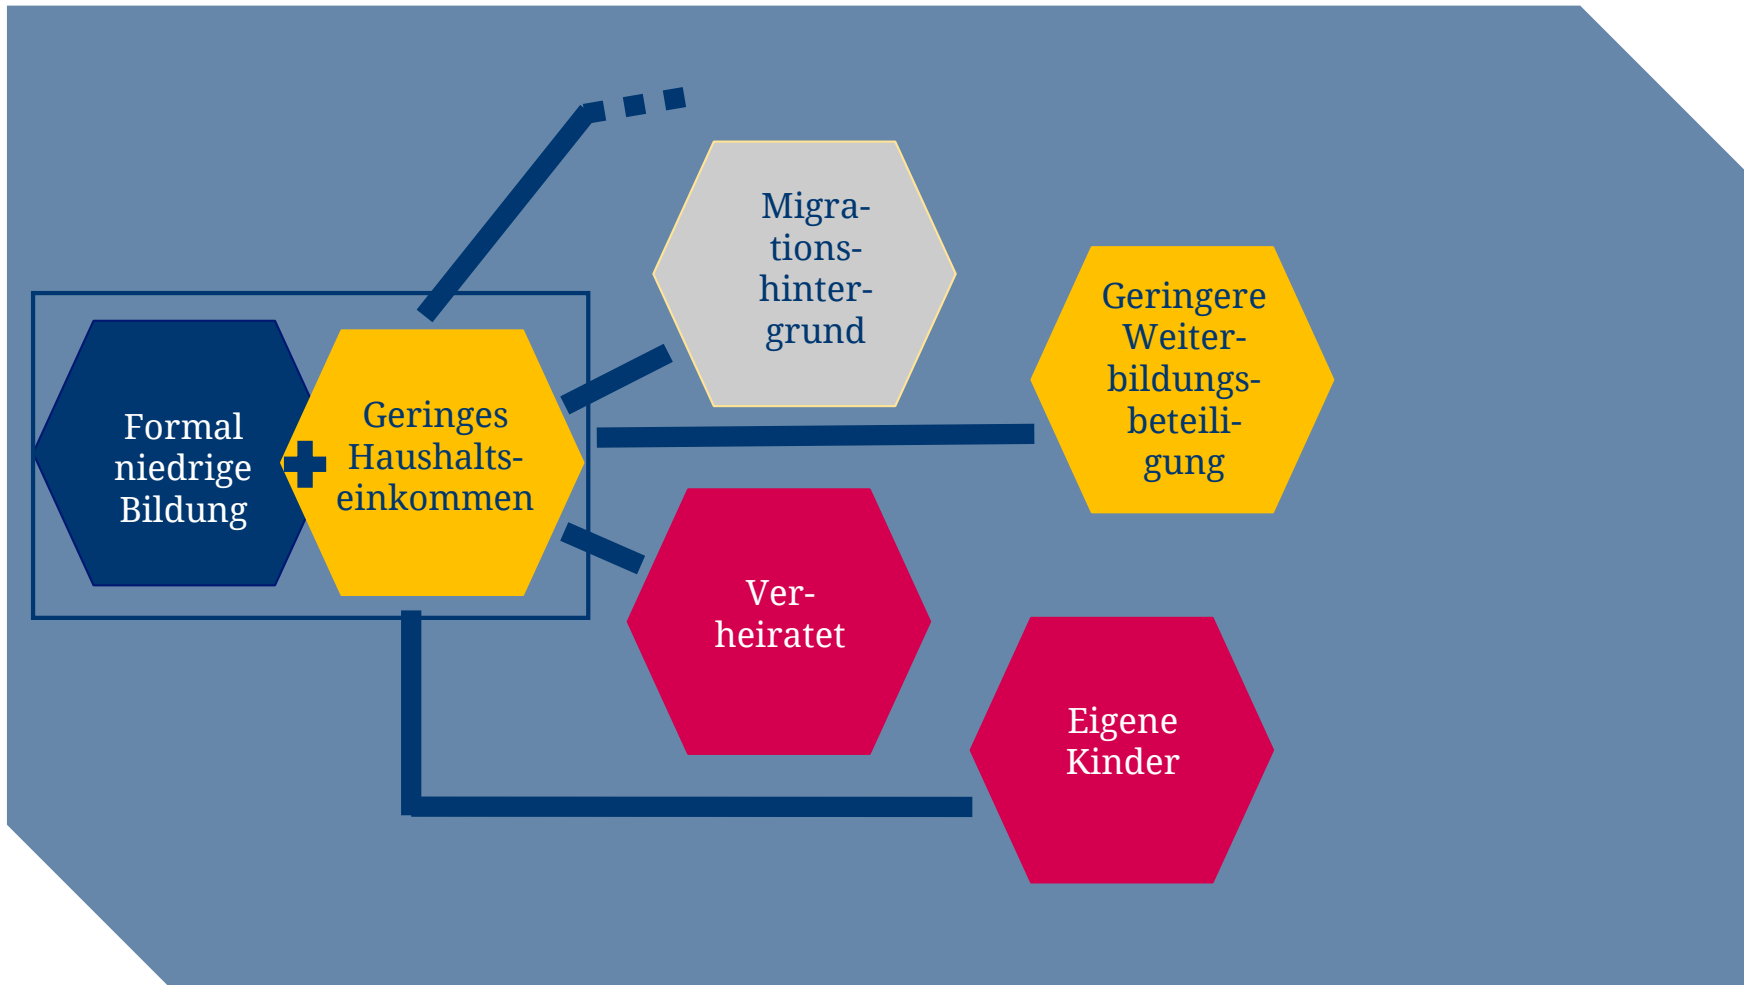 Formal
niedrige
Bildung
Geringes
Haushalts-
einkommen
Migra-
tions-
hinter-
grund
Geringere
Weiter-
bildungs-
beteili-
gung
Ver-
heiratet
Eigene
Kinder